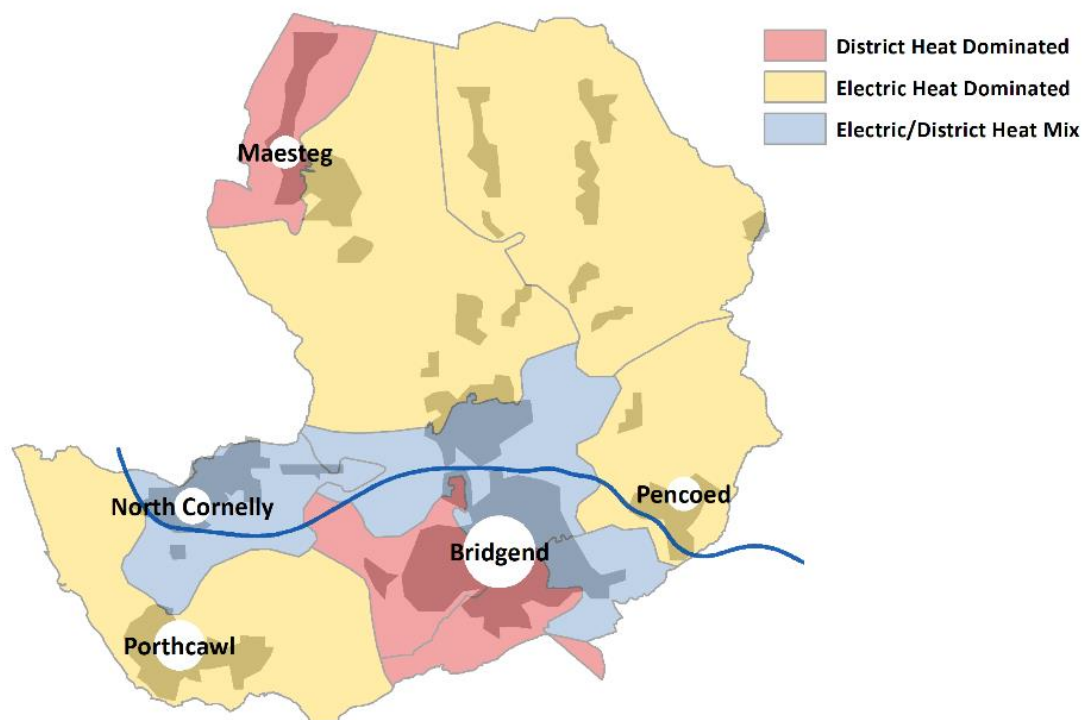 District Heat Dominated
Electric Heat Dominated
Electric/District Heat Mix
Maesteg
North Cornelly
Pencoed
Bridgend
Porthcawl